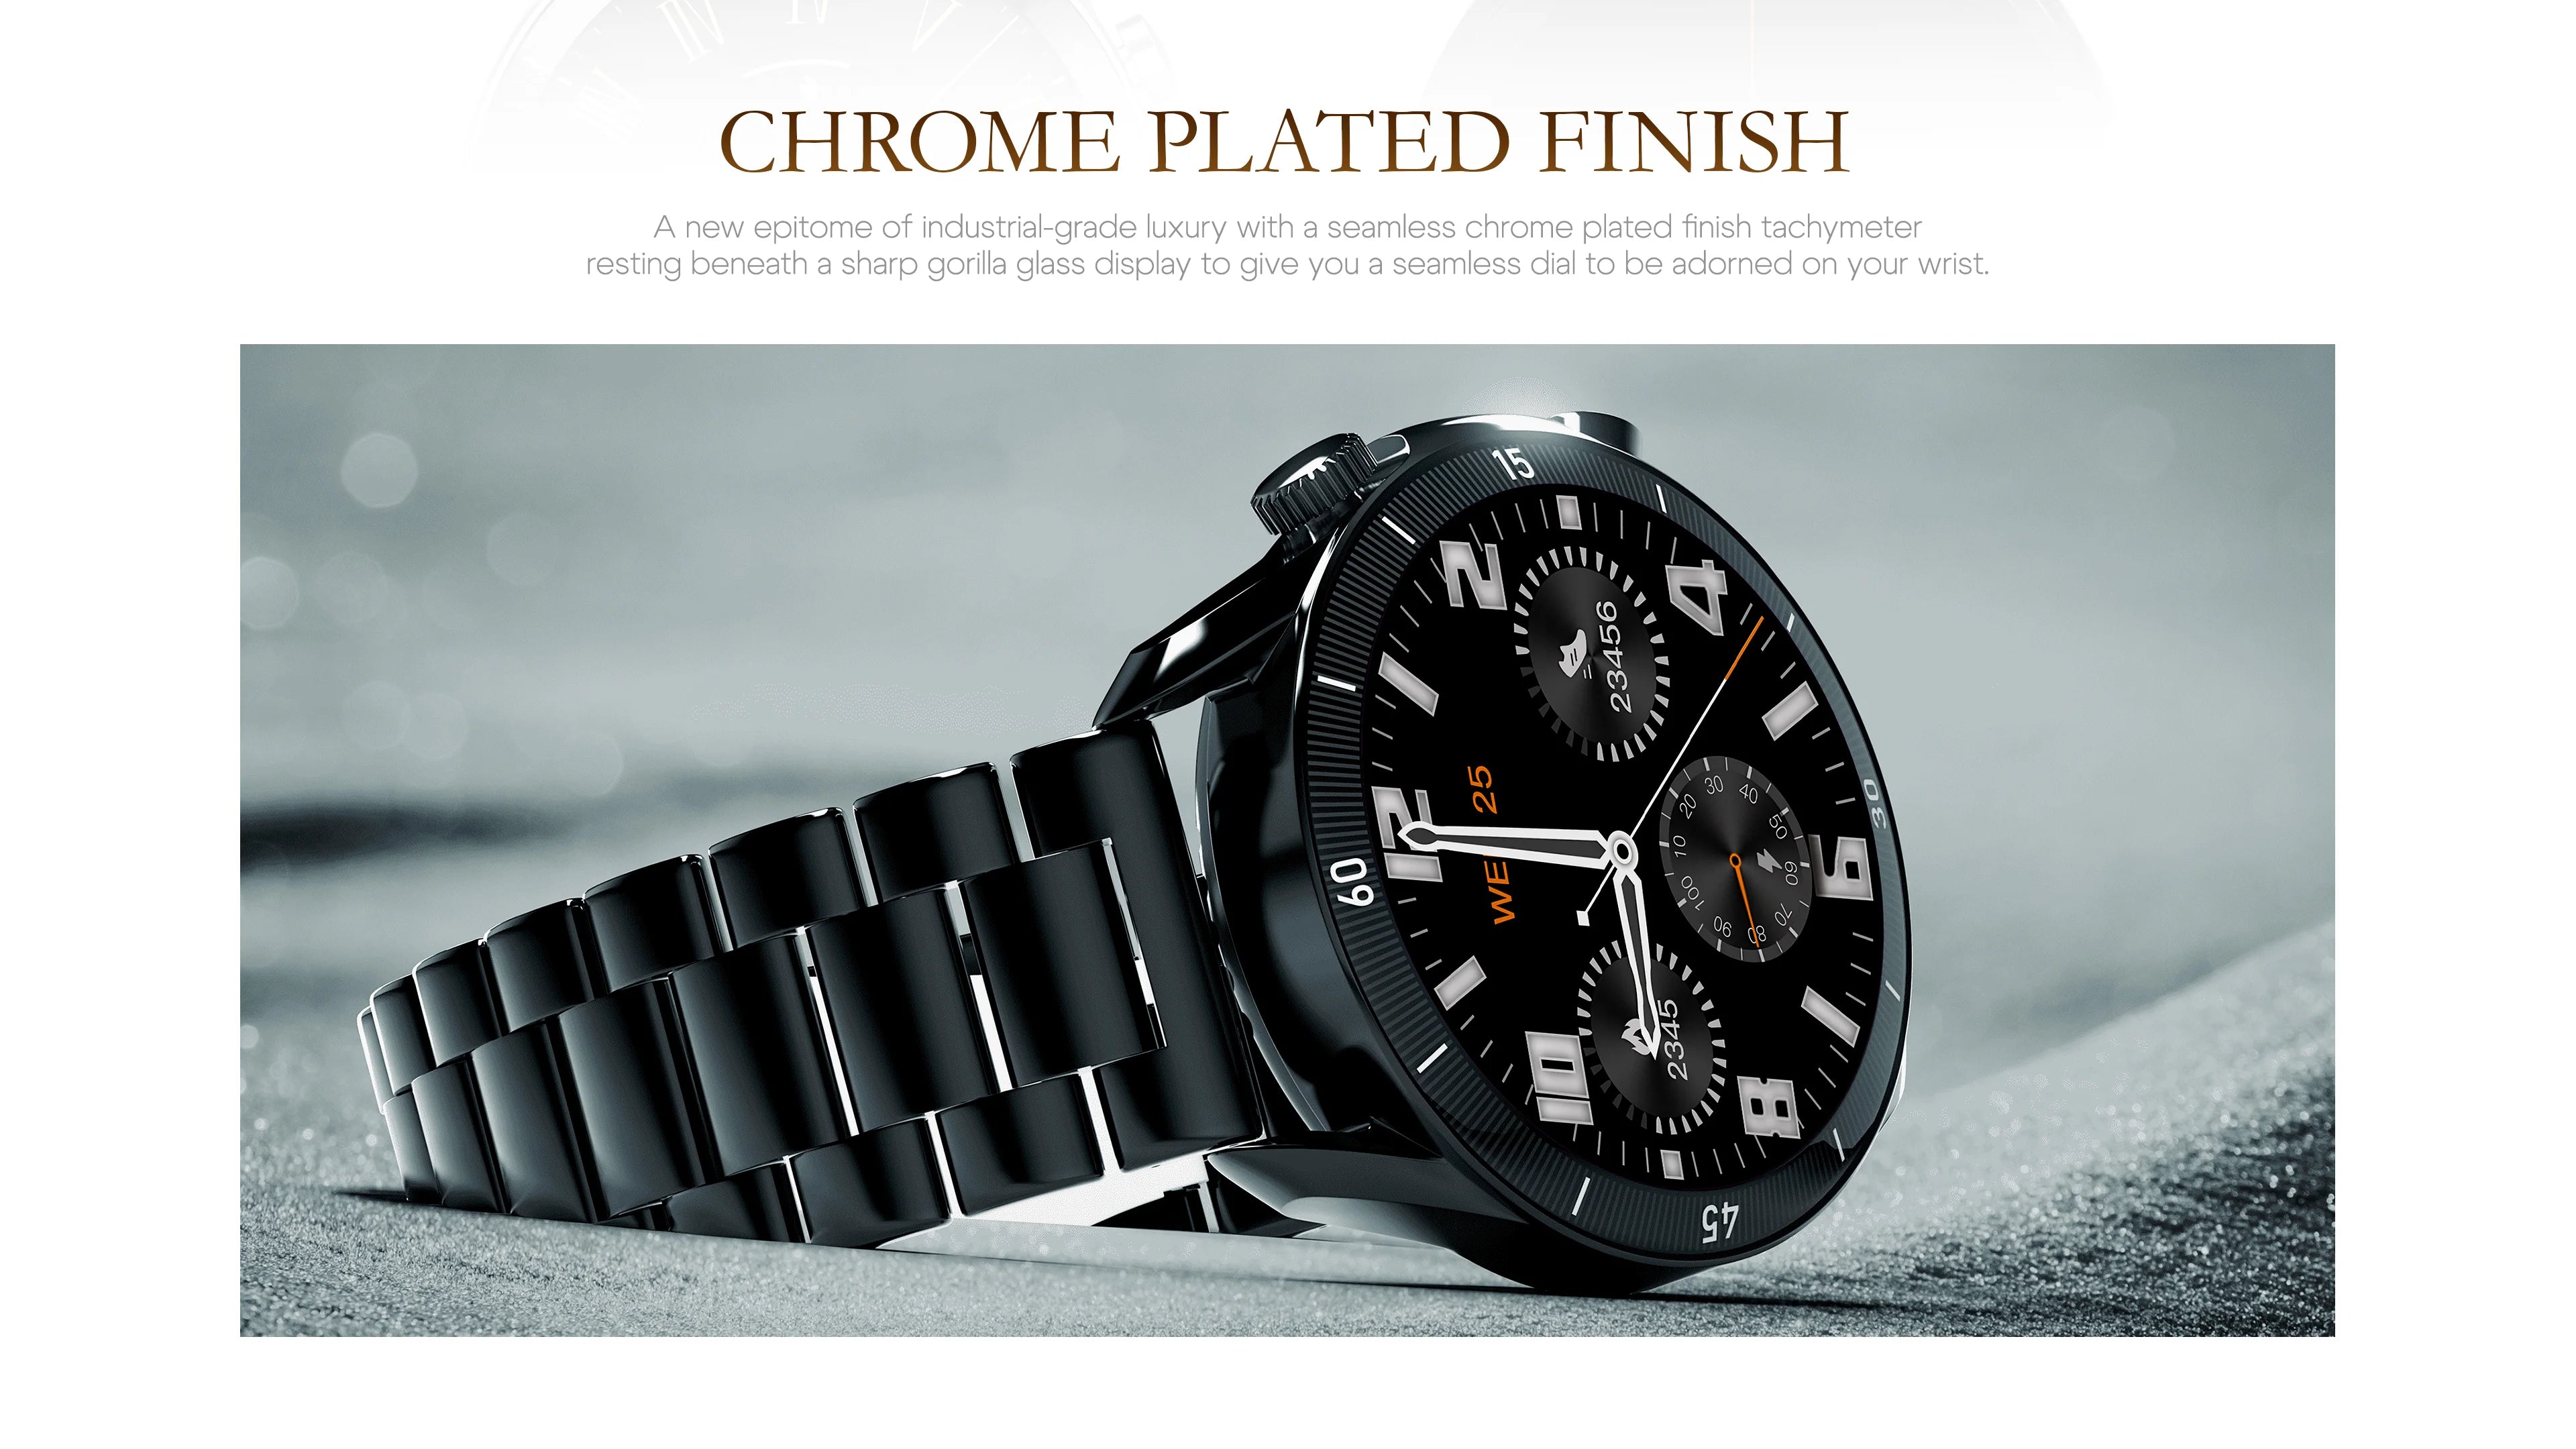 CHROME PLATED FINISH
A new epitome of industrial-grade luxury with a seamless chrome plated finish tachymeter
resting beneath a sharp gorilla glass display to give you a seamless dial to be adorned on your wrist.
15
30
45
60
2
4
6
8
10
12
23456
WE 25
10 20 30 40 50 60 70 80 90 100
2345